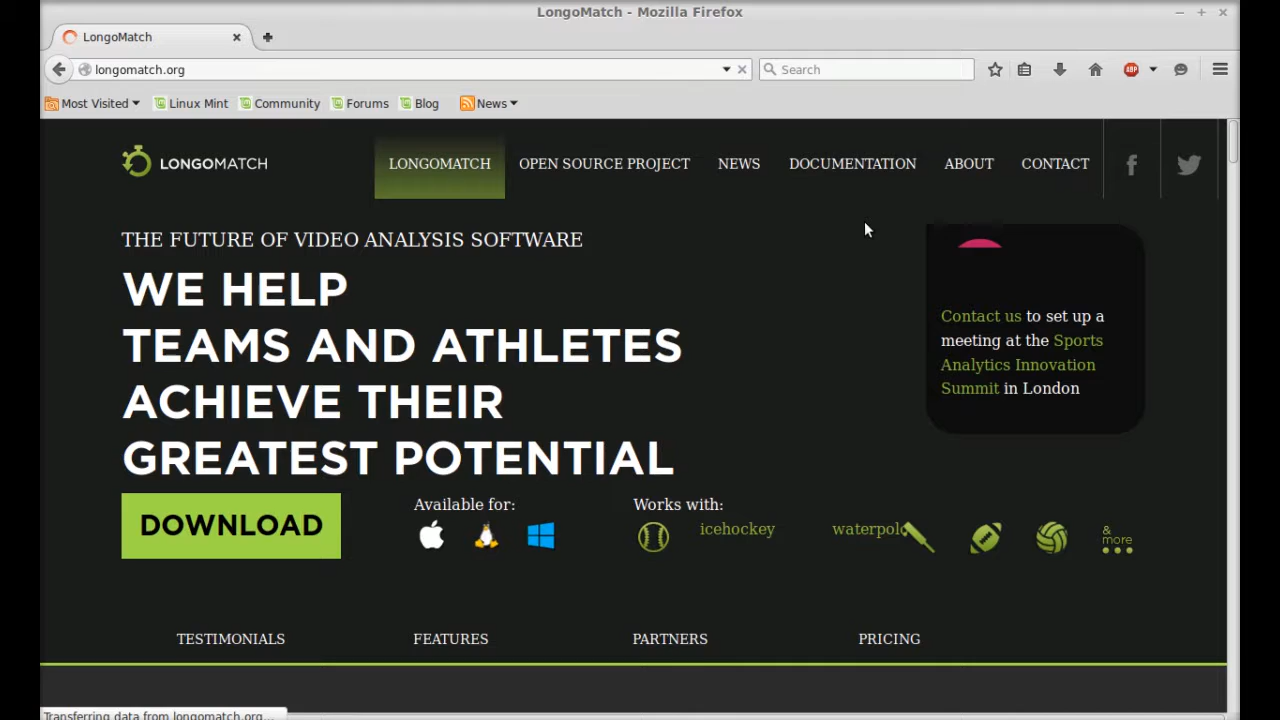 LongoMatch - Mozilla Firefox
LongoMatch
longomatch.org
Search
Most Visited
Linux Mint
Community
Forums
Blog
News
LONGOMATCH
LONGOMATCH
OPEN SOURCE PROJECT
NEWS
DOCUMENTATION
ABOUT
CONTACT
THE FUTURE OF VIDEO ANALYSIS SOFTWARE
WE HELP
TEAMS AND ATHLETES
ACHIEVE THEIR
GREATEST POTENTIAL
Contact us to set up a
meeting at the Sports
Analytics Innovation
Summit in London
DOWNLOAD
Available for:
Works with:
icehockey
waterpolo
& more
TESTIMONIALS
FEATURES
PARTNERS
PRICING
Transferring data from longomatch.org...